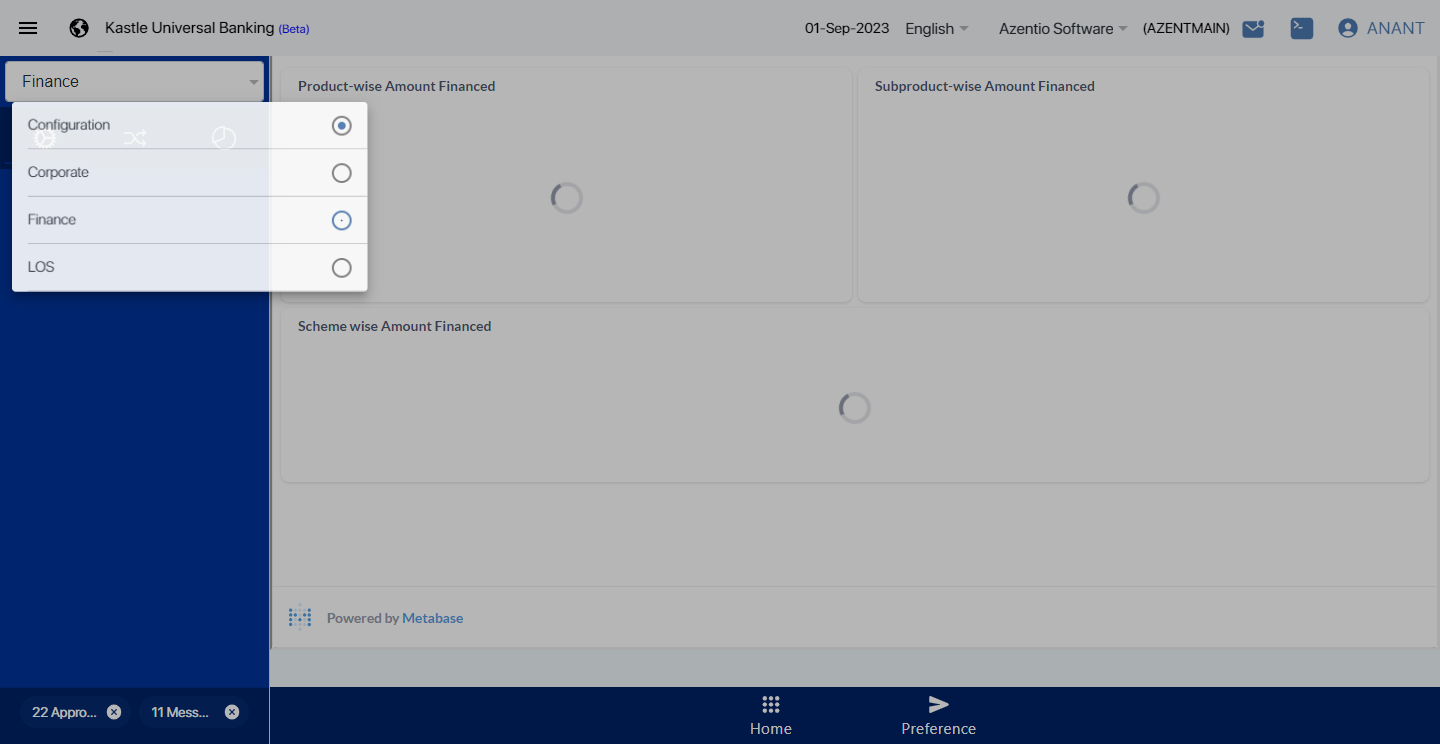 Kastle Universal Banking (Beta)
01-Sep-2023 English Azentio Software (AZENTMAIN) ANANT
Finance
Configuration
Corporate
Finance
LOS
Product-wise Amount Financed
Subproduct-wise Amount Financed
Scheme wise Amount Financed
Powered by Metabase
22 Appro... 11 Mess...
Home
Preference